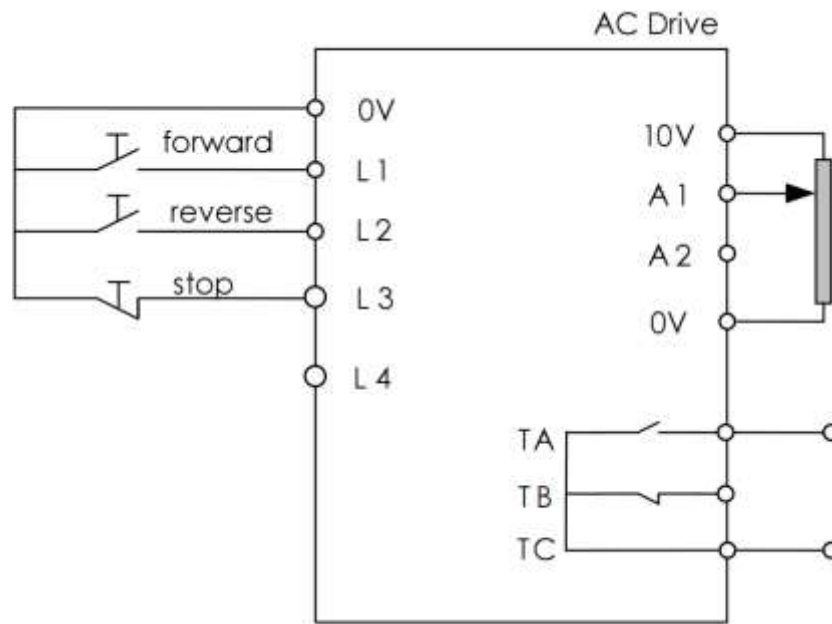 AC Drive
0V
forward
L1
reverse
L2
stop
L3
L4
10V
A1
A2
0V
TA
TB
TC